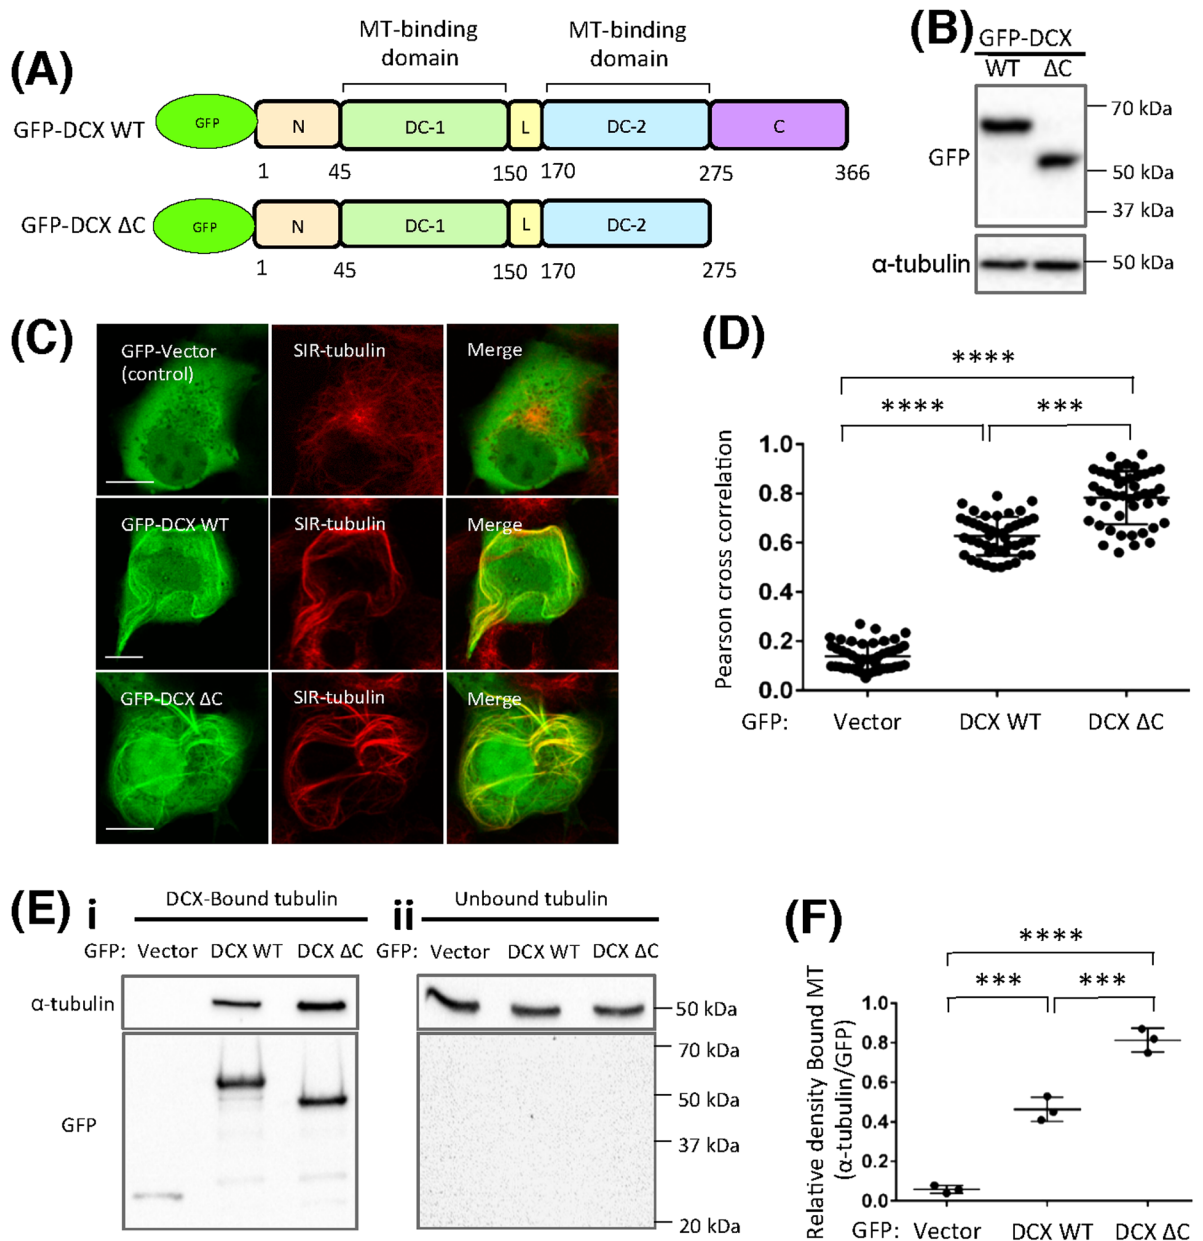 (A)
MT-binding
domain
MT-binding
domain
GFP-DCX WT
GFP
N
DC-1
L
DC-2
C
1
45
150
170
275
366
GFP-DCX ΔC
GFP
N
DC-1
L
DC-2
1
45
150
170
275
(B)
GFP-DCX
WT
ΔC
GFP
70 kDa
50 kDa
37 kDa
α-tubulin
50 kDa
(C)
GFP-Vector
(control)
SIR-tubulin
Merge
GFP-DCX WT
SIR-tubulin
Merge
GFP-DCX ΔC
SIR-tubulin
Merge
(D)
****
****
***
Pearson cross correlation
1.0
0.8
0.6
0.4
0.2
0.0
GFP:
Vector
DCX WT
DCX ΔC
(E)
i
DCX-Bound tubulin
GFP:
Vector
DCX WT
DCX ΔC
α-tubulin
GFP
ii
Unbound tubulin
Vector
DCX WT
DCX ΔC
50 kDa
70 kDa
50 kDa
37 kDa
20 kDa
(F)
****
***
***
Relative density Bound MT
(α-tubulin/GFP)
1.0
0.8
0.6
0.4
0.2
0.0
GFP:
Vector
DCX WT
DCX ΔC